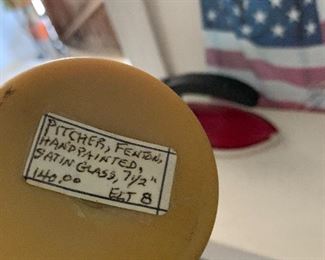 PITCHER, FENTON,
HANDPAINTED,
SATIN GLASS, 7 1/2"
140.00
ELT 8